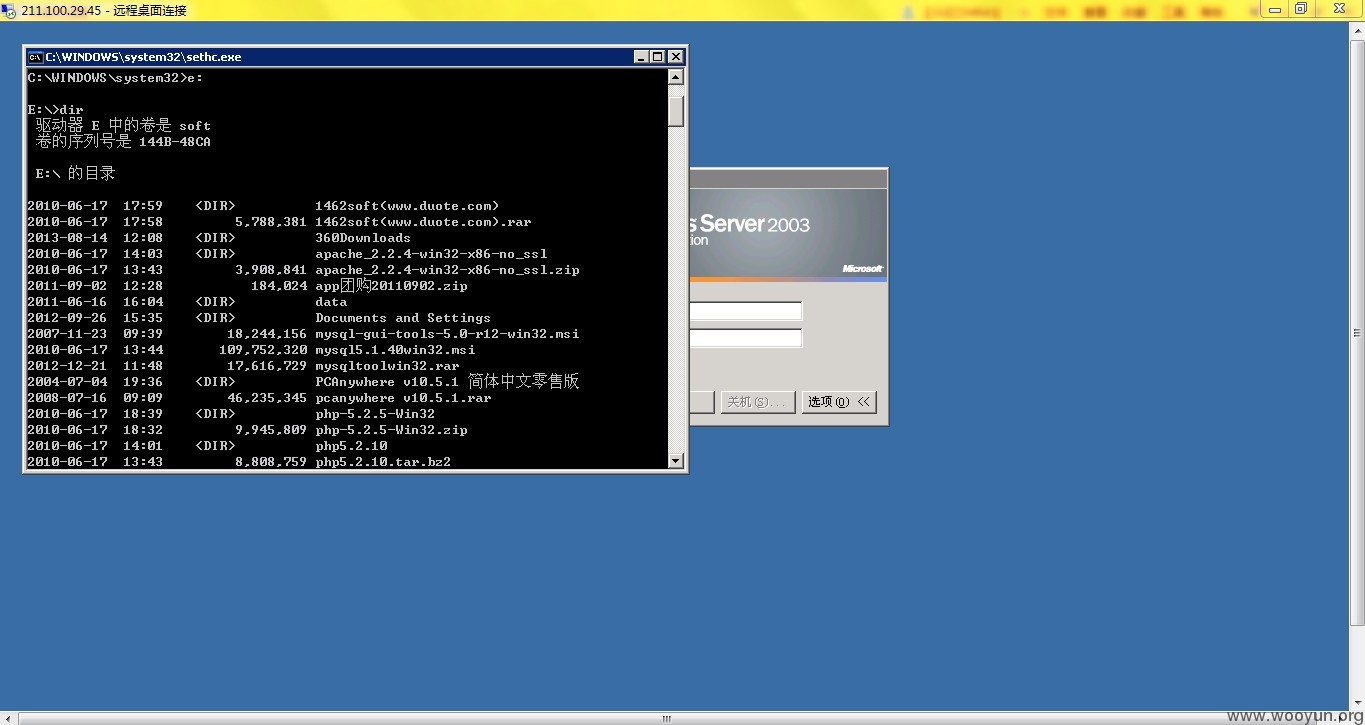 211.100.29.45 - 远程桌面连接
C:\WINDOWS\system32\sethc.exe
C:\WINDOWS\system32>e:
E:\>dir
驱动器 E 中的卷是 soft
卷的序列号是 144B-48CA
E:\ 的目录
2010-06-17 17:59 <DIR> 1462soft(www.duote.com)
2010-06-17 17:58 5,788,381 1462soft(www.duote.com).rar
2013-08-14 12:08 <DIR> 360Downloads
2010-06-17 14:03 <DIR> apache_2.2.4-win32-x86-no_ssl
2010-06-17 13:43 3,908,841 apache_2.2.4-win32-x86-no_ssl.zip
2011-09-02 12:28 184,024 app团购20110902.zip
2011-06-16 16:04 <DIR> data
2012-09-26 15:35 <DIR> Documents and Settings
2007-11-23 09:39 18,244,156 mysql-gui-tools-5.0-r12-win32.msi
2010-06-17 13:44 109,752,320 mysql5.1.40win32.msi
2012-12-21 11:48 17,616,729 mysqltoolwin32.rar
2004-07-04 19:36 <DIR> PCAnywhere v10.5.1 简体中文零售版
2008-07-16 09:09 46,235,345 pcanywhere v10.5.1.rar
2010-06-17 18:39 <DIR> php-5.2.5-Win32
2010-06-17 18:32 9,945,809 php-5.2.5-Win32.zip
2010-06-17 14:01 <DIR> php5.2.10
2010-06-17 13:43 8,808,759 php5.2.10.tar.bz2
s Server 2003
tion
Microsoft
关机(S)... 选项(O) <<
www.wooyun.org